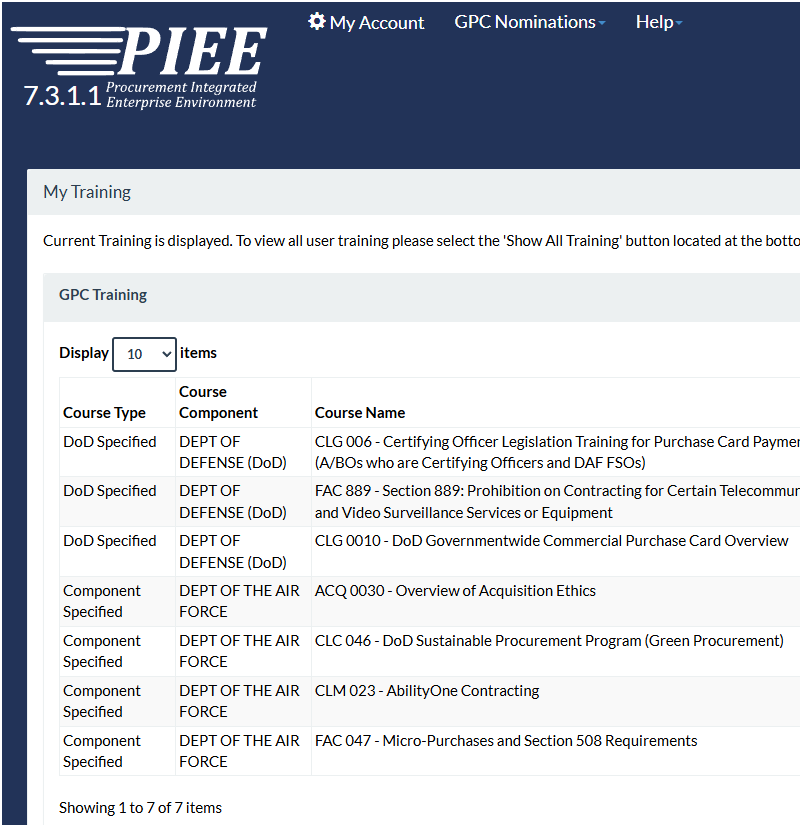 My Account GPC Nominations Help
PIEE
7.3.1.1 Procurement Integrated
Enterprise Environment
My Training
Current Training is displayed. To view all user training please select the 'Show All Training' button located at the
GPC Training
Display 10 items
Course Type Course Component Course Name
DoD Specified DEPT OF CLG 006 - Certifying Officer Legislation Training for Purchase Card
DEFENSE (DoD) (A/BOs who are Certifying Officers and DAF FSOs)
DoD Specified DEPT OF FAC 889 - Section 889: Prohibition on Contracting for Certain
DEFENSE (DoD) and Video Surveillance Services or Equipment
DoD Specified DEPT OF CLG 0010 - DoD Governmentwide Commercial Purchase Card Overview
DEFENSE (DoD)
Component DEPT OF THE AIR ACQ 0030 - Overview of Acquisition Ethics
Specified FORCE
Component DEPT OF THE AIR CLC 046 - DoD Sustainable Procurement Program (Green Procurement)
Specified FORCE
Component DEPT OF THE AIR CLM 023 - AbilityOne Contracting
Specified FORCE
Component DEPT OF THE AIR FAC 047 - Micro-Purchases and Section 508 Requirements
Specified FORCE
Showing 1 to 7 of 7 items